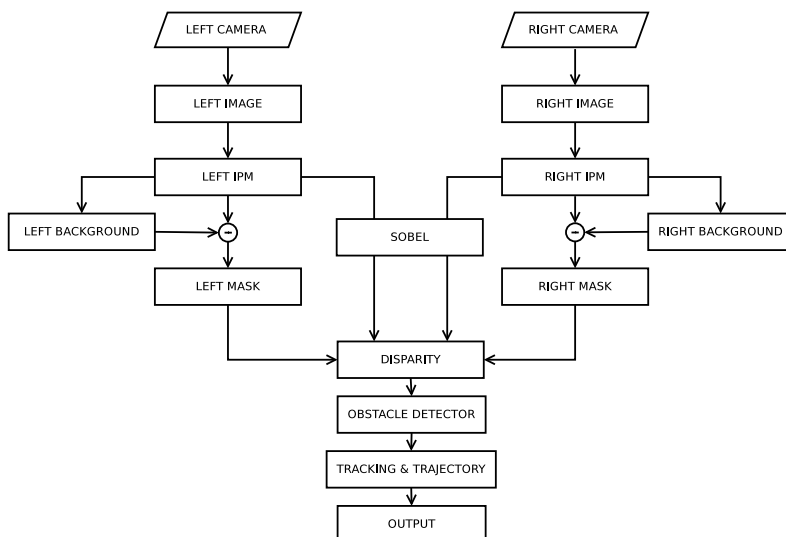 LEFT CAMERA
RIGHT CAMERA
LEFT IMAGE
RIGHT IMAGE
LEFT IPM
RIGHT IPM
LEFT BACKGROUND
SOBEL
RIGHT BACKGROUND
LEFT MASK
RIGHT MASK
DISPARITY
OBSTACLE DETECTOR
TRACKING & TRAJECTORY
OUTPUT